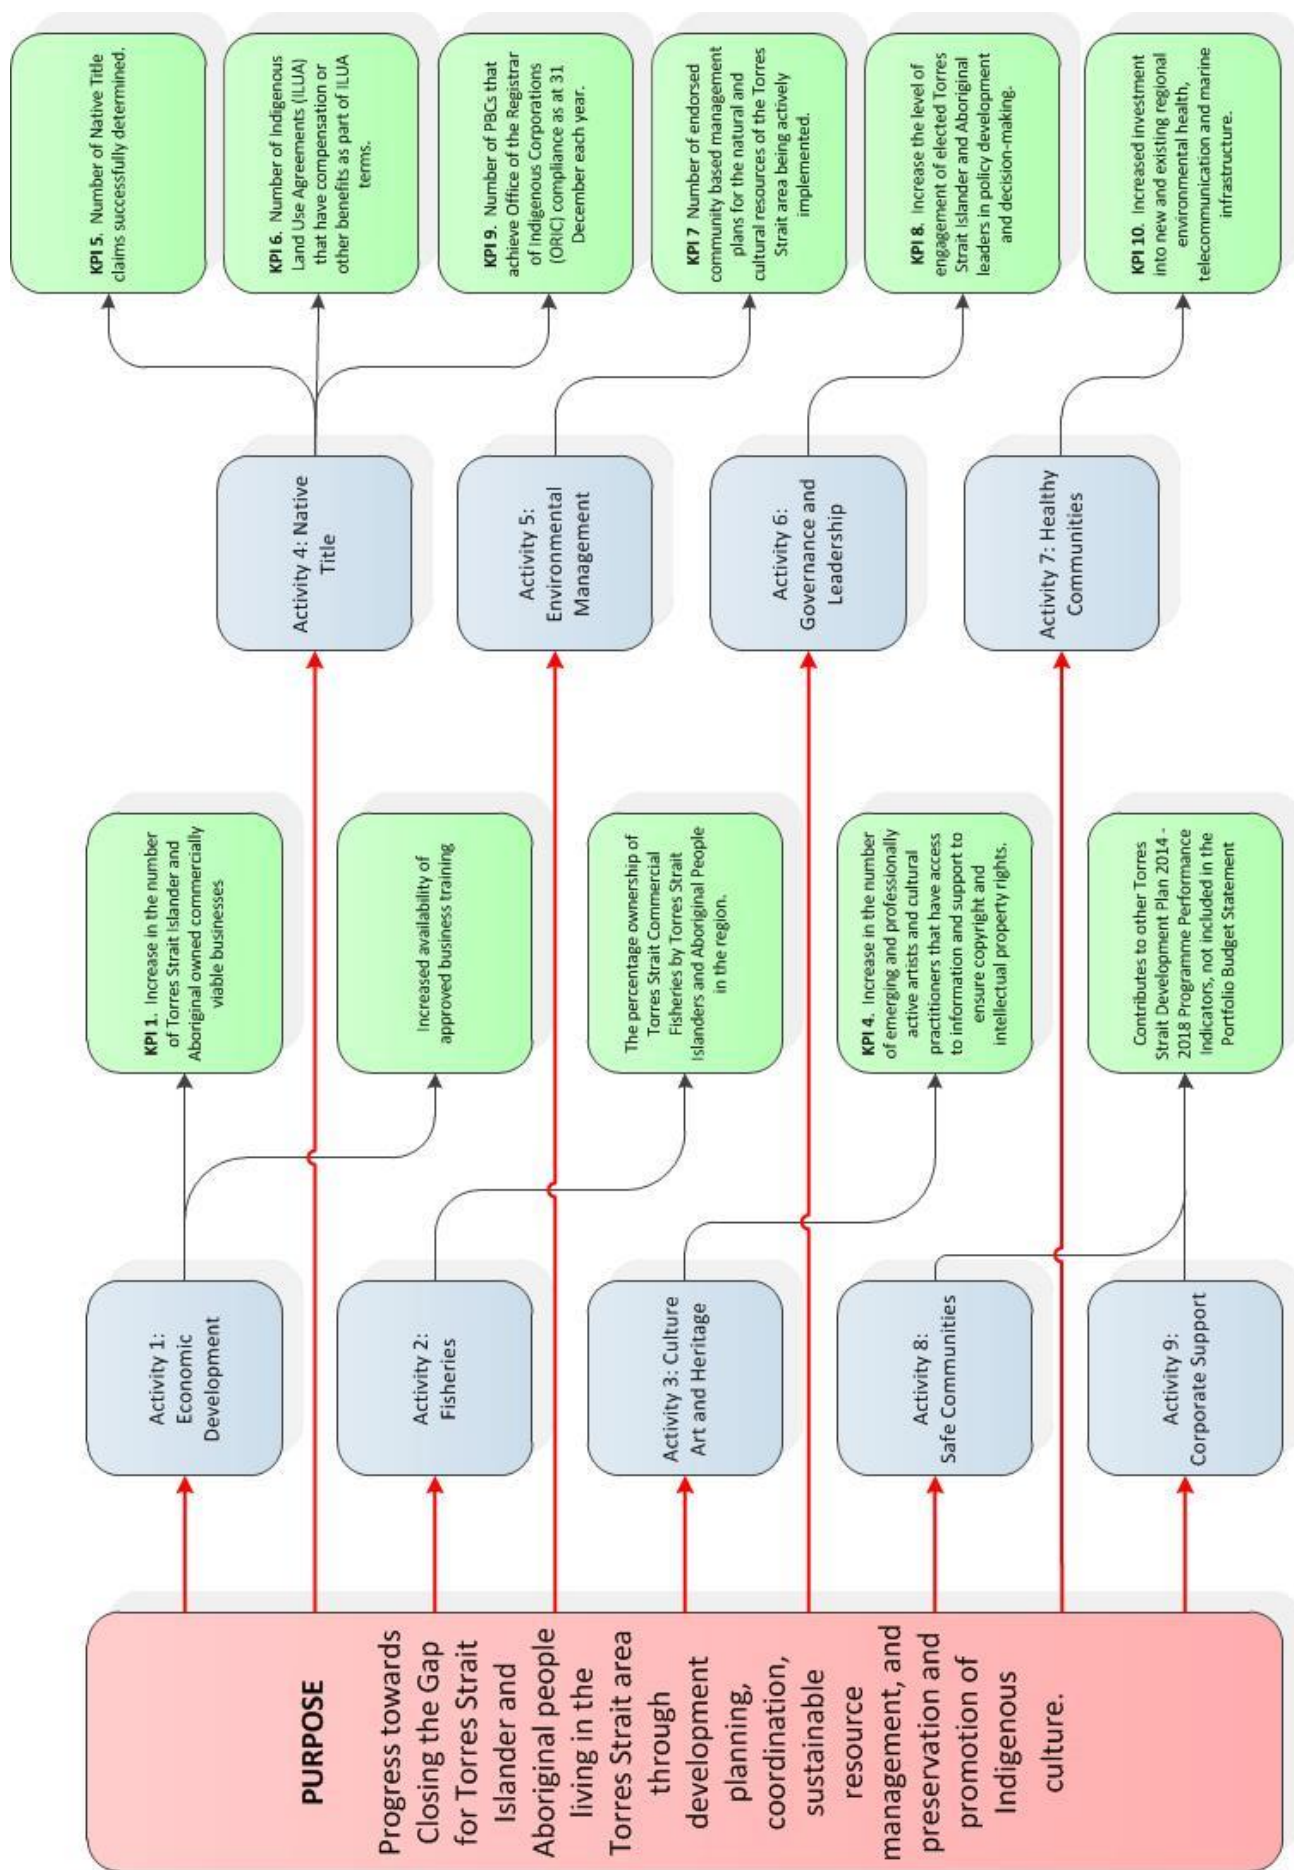 PURPOSE
Progress towards
Closing the Gap
for Torres Strait
Islander and
Aboriginal people
living in the
Torres Strait area
through
development
planning,
coordination,
sustainable
resource
management, and
preservation and
promotion of
Indigenous
culture.
Activity 1:
Economic
Development
Activity 2:
Fisheries
Activity 3: Culture
Art and Heritage
Activity 8:
Safe Communities
Activity 9:
Corporate Support
KPI 1. Increase in the number
of Torres Strait Islander and
Aboriginal owned commercially
viable businesses
Increased availability of
approved business training
The percentage ownership of
Torres Strait Commercial
Fisheries by Torres Strait
Islanders and Aboriginal People
in the region.
KPI 4. Increase in the number
of emerging and professionally
active artists and cultural
practitioners that have access
to information and support to
ensure copyright and
intellectual property rights.
Contributes to other Torres
Strait Development Plan 2014 -
2018 Programme Performance
Indicators, not included in the
Portfolio Budget Statement
Activity 4: Native
Title
Activity 5:
Environmental
Management
Activity 6:
Governance and
Leadership
Activity 7: Healthy
Communities
KPI 5. Number of Native Title
claims successfully determined.
KPI 6. Number of Indigenous
Land Use Agreements (ILUA)
that have compensation or
other benefits as part of ILUA
terms.
KPI 9. Number of PBCs that
achieve Office of the Registrar
of Indigenous Corporations
(ORIC) compliance as at 31
December each year.
KPI 7 Number of endorsed
community based management
plans for the natural and
cultural resources of the Torres
Strait area being actively
implemented.
KPI 8. Increase the level of
engagement of elected Torres
Strait Islander and Aboriginal
leaders in policy development
and decision-making.
KPI 10. Increased investment
into new and existing regional
environmental health,
telecommunication and marine
infrastructure.